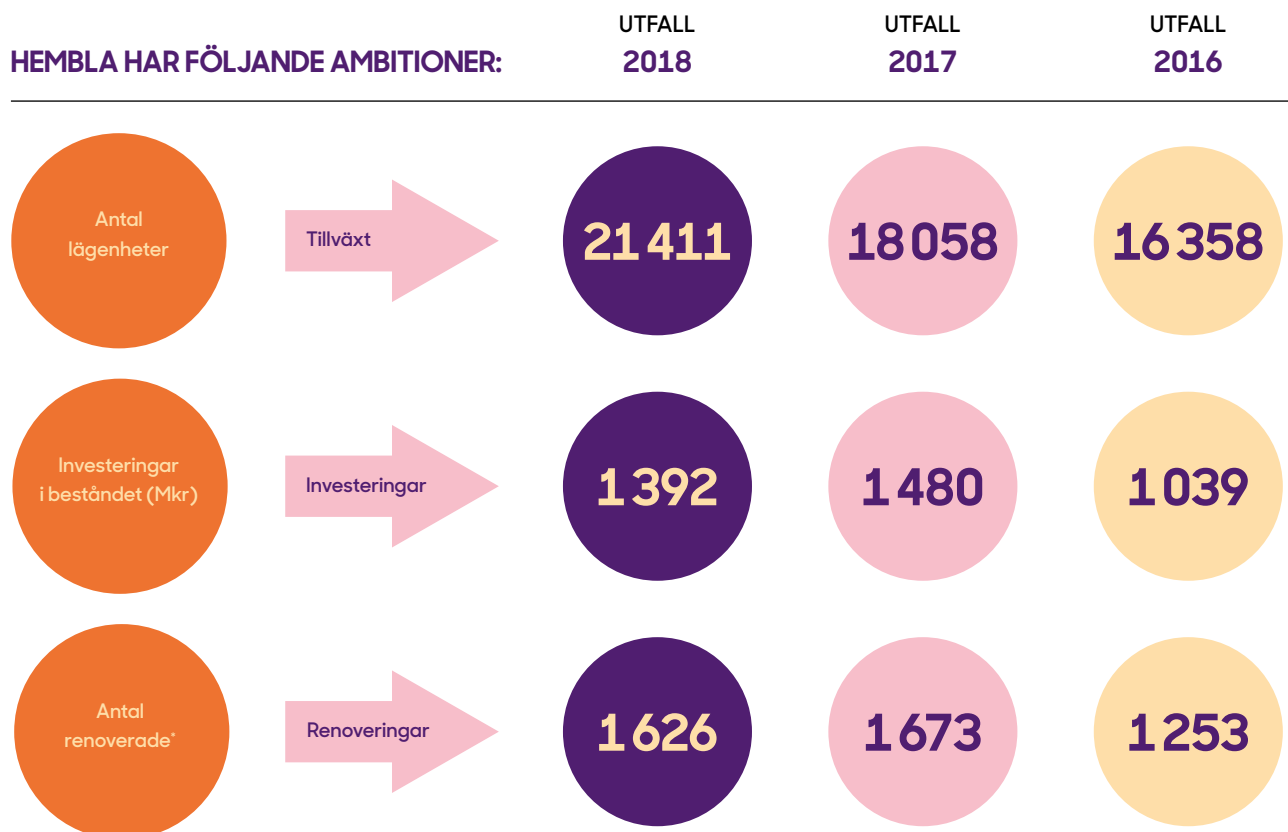 UTFALL UTFALL UTFALL
HEMBLA HAR FÖLJANDE AMBITIONER: 2018 2017 2016
Antal
lägenheter
Tillväxt
21 411 18 058 16 358
Investeringar
i beståndet (Mkr)
Investeringar
1 392 1 480 1 039
Antal
renoverade*
Renoveringar
1 626 1 673 1 253